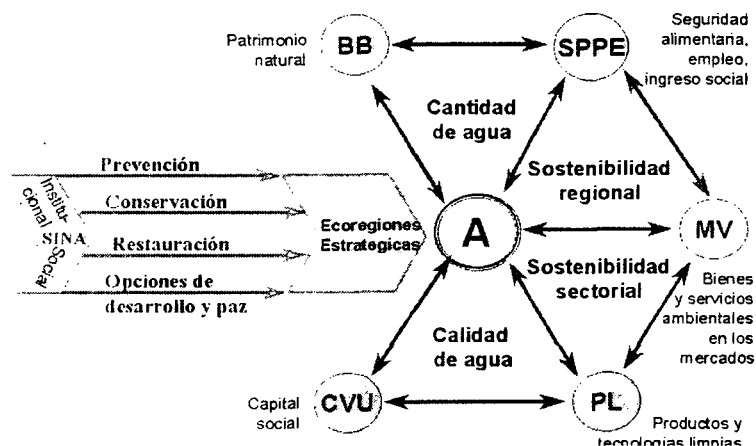 Patrimonio
natural
BB
SPPE
Seguridad
alimentaria,
empleo,
ingreso social
Cantidad
de agua
Prevención
Conservación
Restauración
Opciones de
desarrollo y paz
Institu-
cional
SINA
Social
Ecoregiones
Estrategicas
A
Sostenibilidad
regional
MV
Sostenibilidad
sectorial
Bienes
y servicios
ambientales
en los
mercados
Calidad
de agua
Capital
social
CVU
PL
Productos y
tecnologías limpias